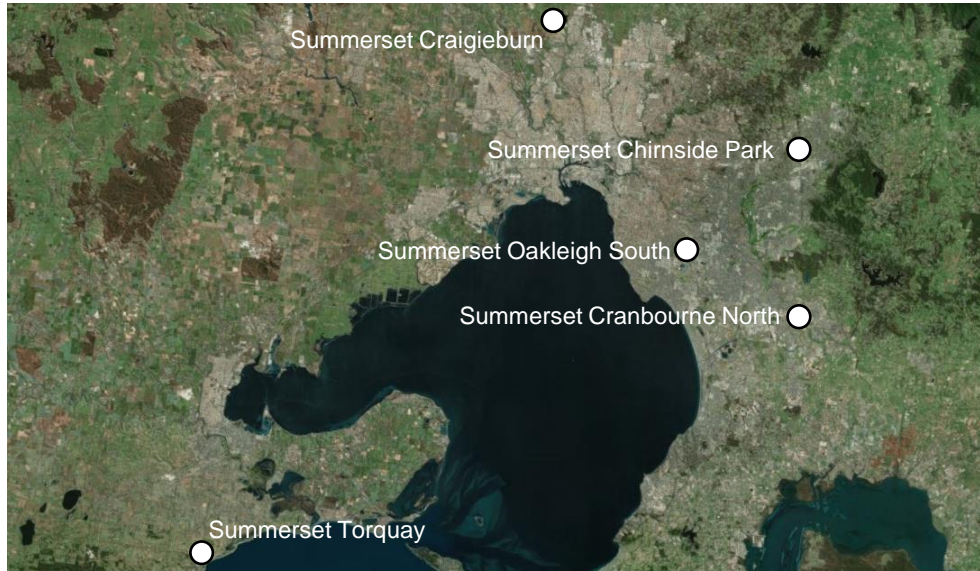 Summerset Craigieburn
Summerset Chirnside Park
Summerset Oakleigh South
Summerset Cranbourne North
Summerset Torquay